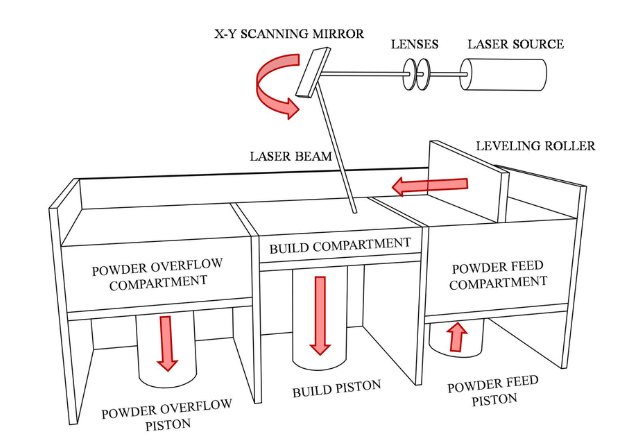 X-Y SCANNING MIRROR
LENSES
LASER SOURCE
LEVELING ROLLER
LASER BEAM
BUILD COMPARTMENT
POWDER OVERFLOW
COMPARTMENT
POWDER FEED
COMPARTMENT
BUILD PISTON
POWDER FEED
PISTON
POWDER OVERFLOW
PISTON